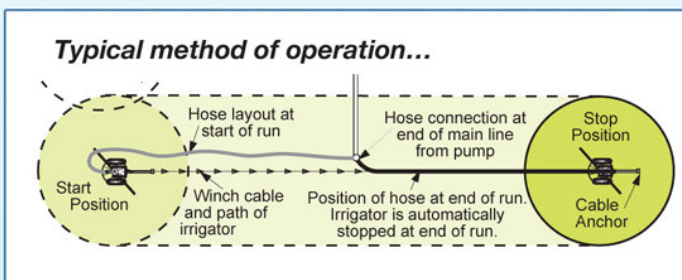 Typical method of operation...
Hose layout at
start of run
Hose connection at
end of main line
from pump
Stop
Position
Start
Position
Winch cable
and path of
irrigator
Position of hose at end of run.
Irrigator is automatically
stopped at end of run.
Cable
Anchor